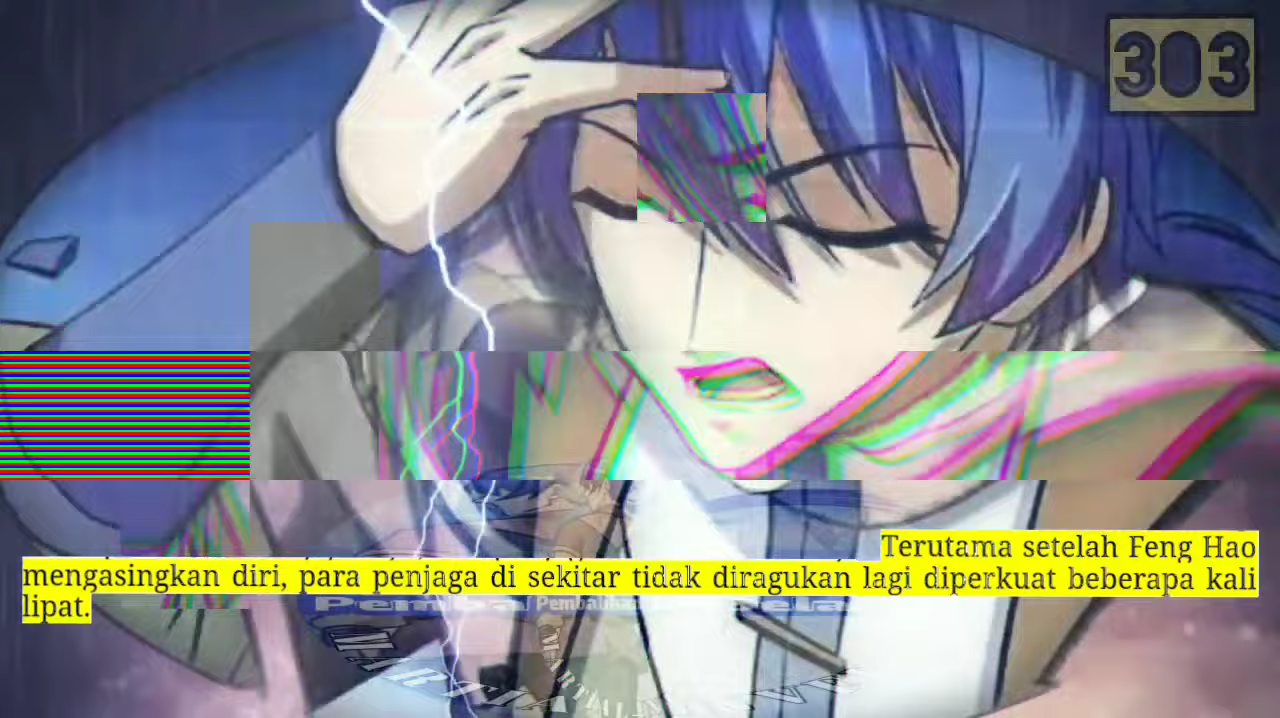 303
Terutama setelah Feng Hao
mengasingkan diri, para penjaga di sekitar tidak diragukan lagi diperkuat beberapa kali
lipat.